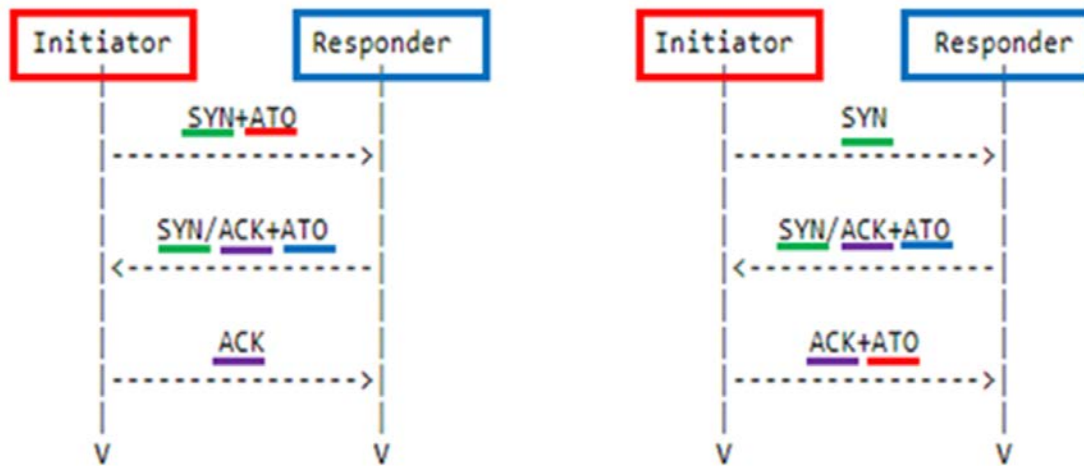 Initiator Responder Initiator Responder
SYN+ATO SYN
SYN/ACK+ATO SYN/ACK+ATO
ACK ACK+ATO
V V V V